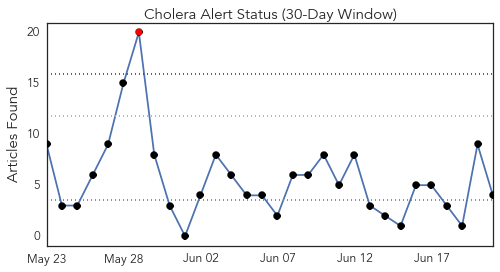 Cholera Alert Status (30-Day Window)
Articles Found
20
15
10
5
0
May 23
May 28
Jun 02
Jun 07
Jun 12
Jun 17